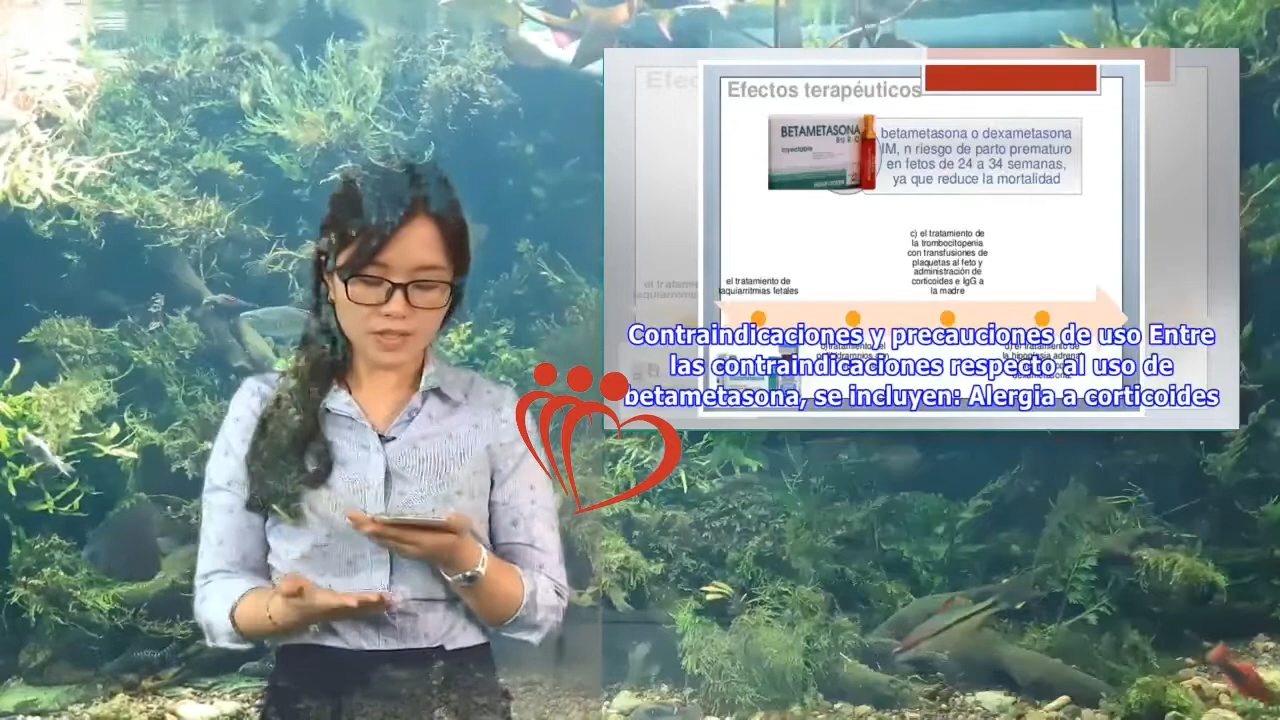 Efectos terapéuticos
BETAMETASONA
inyectable
betametasona o dexametasona
IM, n riesgo de parto prematuro
en fetos de 24 a 34 semanas,
ya que reduce la mortalidad
c) el tratamiento de
la trombocitopenia
con transfusiones de
plaquetas al feto y
administración de
corticoides e IgG a
la madre
el tratamiento de
taquiarritmias fetales
Contraindicaciones y precauciones de uso Entre
las contraindicaciones respecto al uso de
betametasona, se incluyen: Alergia a corticoides